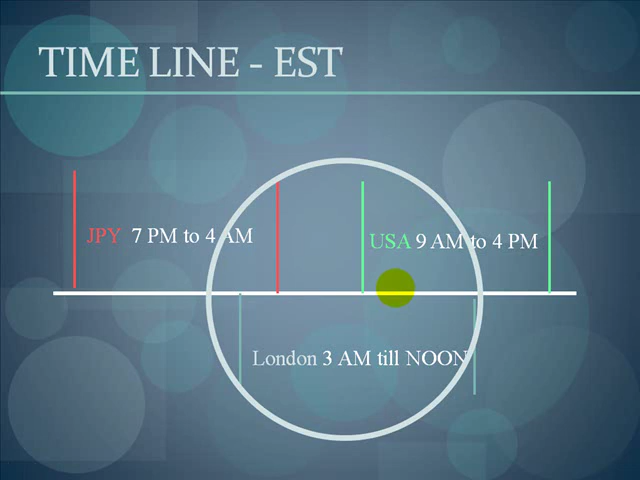 TIME LINE - EST
JPY 7 PM to 4 AM
USA 9 AM to 4 PM
London 3 AM till NOON